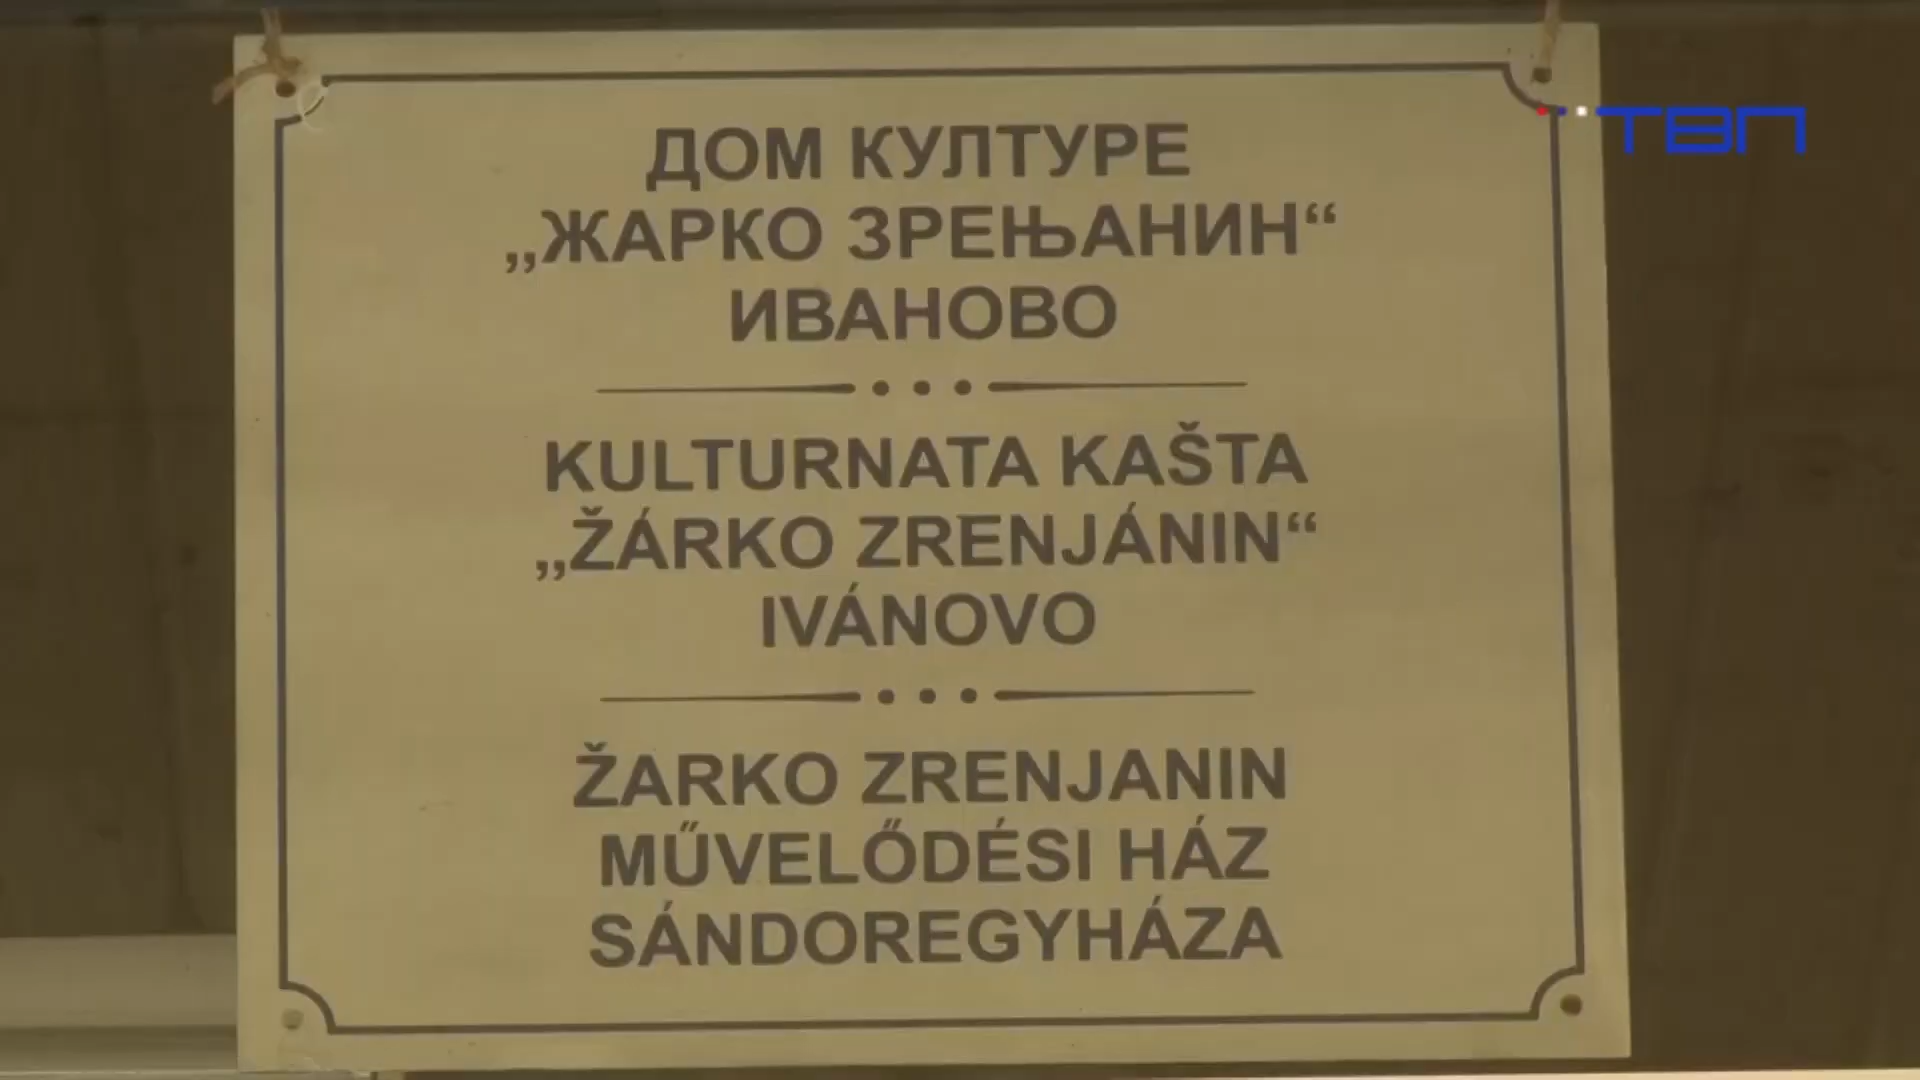 ДОМ КУЛТУРЕ
„ЖАРКО ЗРЕЊАНИН“
ИВАНОВО
KULTURNATA KAŠTA
„ŽÁRKO ZRENJÁNIN“
IVÁNOVO
ŽARKO ZRENJANIN
MŰVELŐDÉSI HÁZ
SÁNDOREGYHÁZA
ТВП